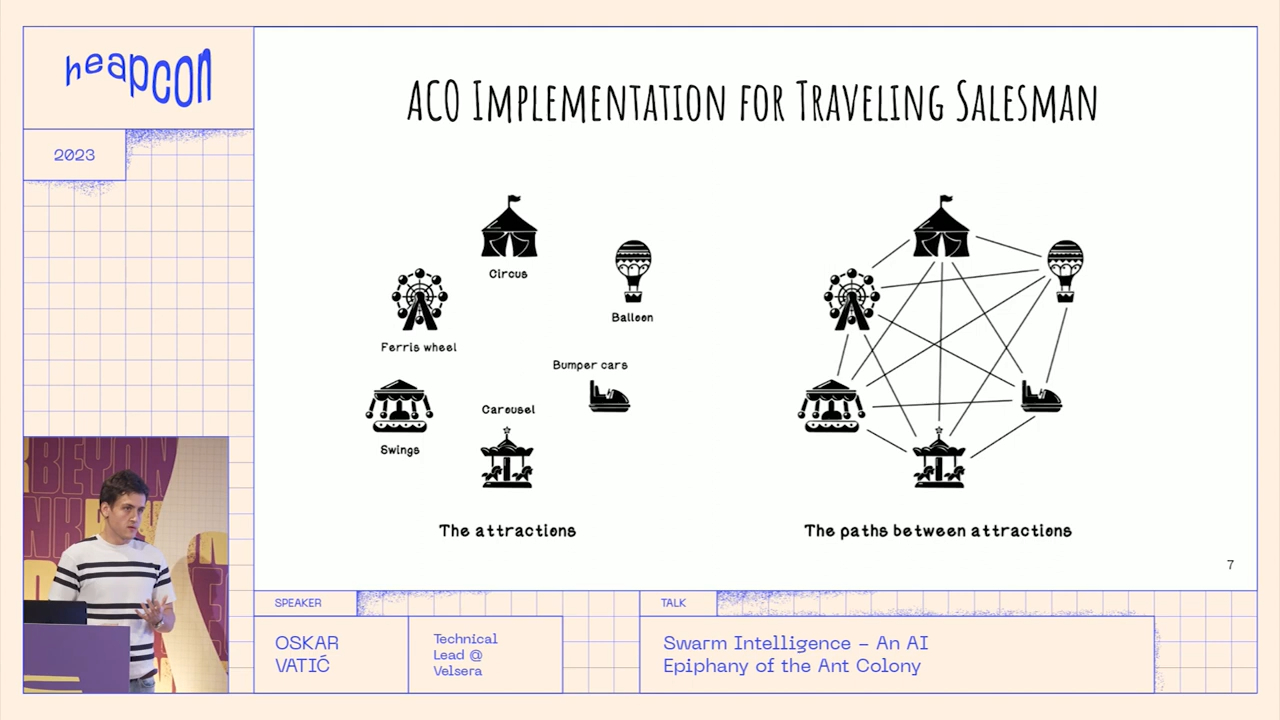 heapcon
2023
ACO Implementation for Traveling Salesman
Circus
Balloon
Ferris wheel
Bumper cars
Carousel
Swings
The attractions
The paths between attractions
7
BEYON
SPEAKER
OSKAR
VATIĆ
Technical
Lead @
Velsera
TALK
Swarm Intelligence – An AI
Epiphany of the Ant Colony